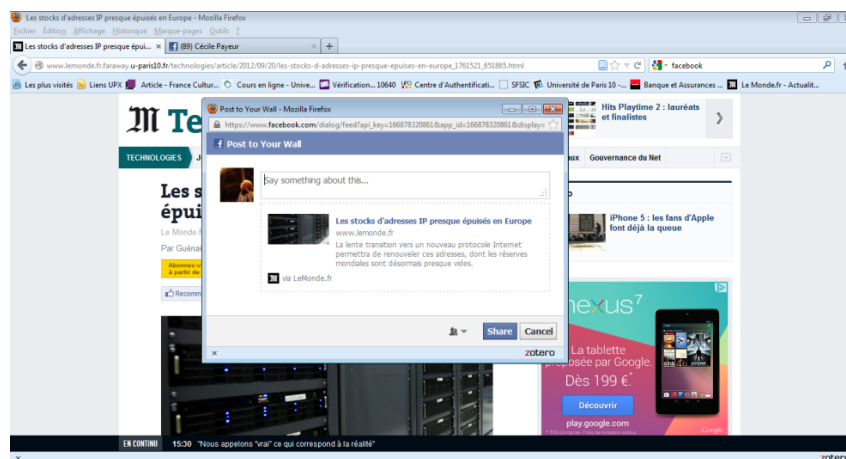 Les stocks d'adresses IP presque épuisés en Europe - Mozilla Firefox
Fichier Édition Affichage Historique Marque-pages Outils ?
Les stocks d'adresses IP presque épui... × (89) Cécile Payeur × +
www.lemonde.fr.faraway.u-paris10.fr/technologies/article/2012/09/20/les-stocks-d-adresses-ip-presque-epuises-en-europe_1761521_651865.html facebook
Les plus visités Liens UPX Article - France Cultur... Cours en ligne - Unive... Vérification... 10640 Centre d'Authentificati... SFSIC Université de Paris 10 -... Banque et Assurances ... Le Monde.fr - Actualit...
Post to Your Wall - Mozilla Firefox
https://www.facebook.com/dialog/feed?api_key=166878320861&app_id=166878320861&display=
Post to Your Wall
Say something about this...
Les stocks d'adresses IP presque épuisés en Europe
www.lemonde.fr
La lente transition vers un nouveau protocole Internet
permettra de renouveler ces adresses, dont les réserves
mondiales sont désormais presque vides.
via LeMonde.fr
Share Cancel
× zotero
M Te
Hits Playtime 2 : lauréats
et finalistes
TECHNOLOGIES
aux Gouvernance du Net
Les s
épui
Le Monde.f
Par Guéna
Abonnez-v
à partir de
Recomm
iPhone 5 : les fans d'Apple
font déjà la queue
nexus 7
La tablette
proposée par Google.
Dès 199 €*
Découvrir
play.google.com
Google
EN CONTINU 15:30 "Nous appelons "vrai" ce qui correspond à la réalité"
× zotero